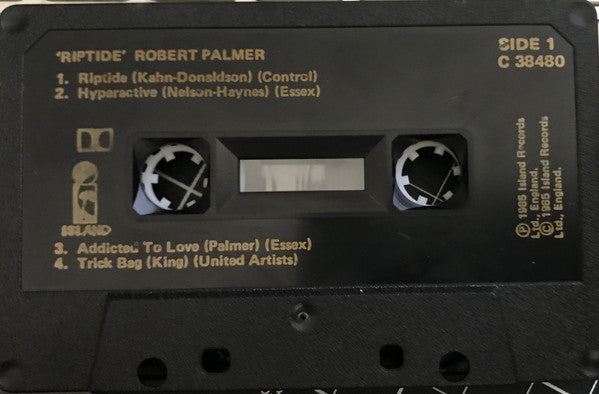 'RIPTIDE' ROBERT PALMER
SIDE 1
C 38480
1. Riptide (Kahn-Donaldson) (Control)
2. Hyperactive (Nelson-Haynes) (Essex)
ISLAND
3. Addicted To Love (Palmer) (Essex)
4. Trick Bag (King) (United Artists)
Ⓟ 1985 Island Records
Ltd., England.
© 1985 Island Records
Ltd., England.